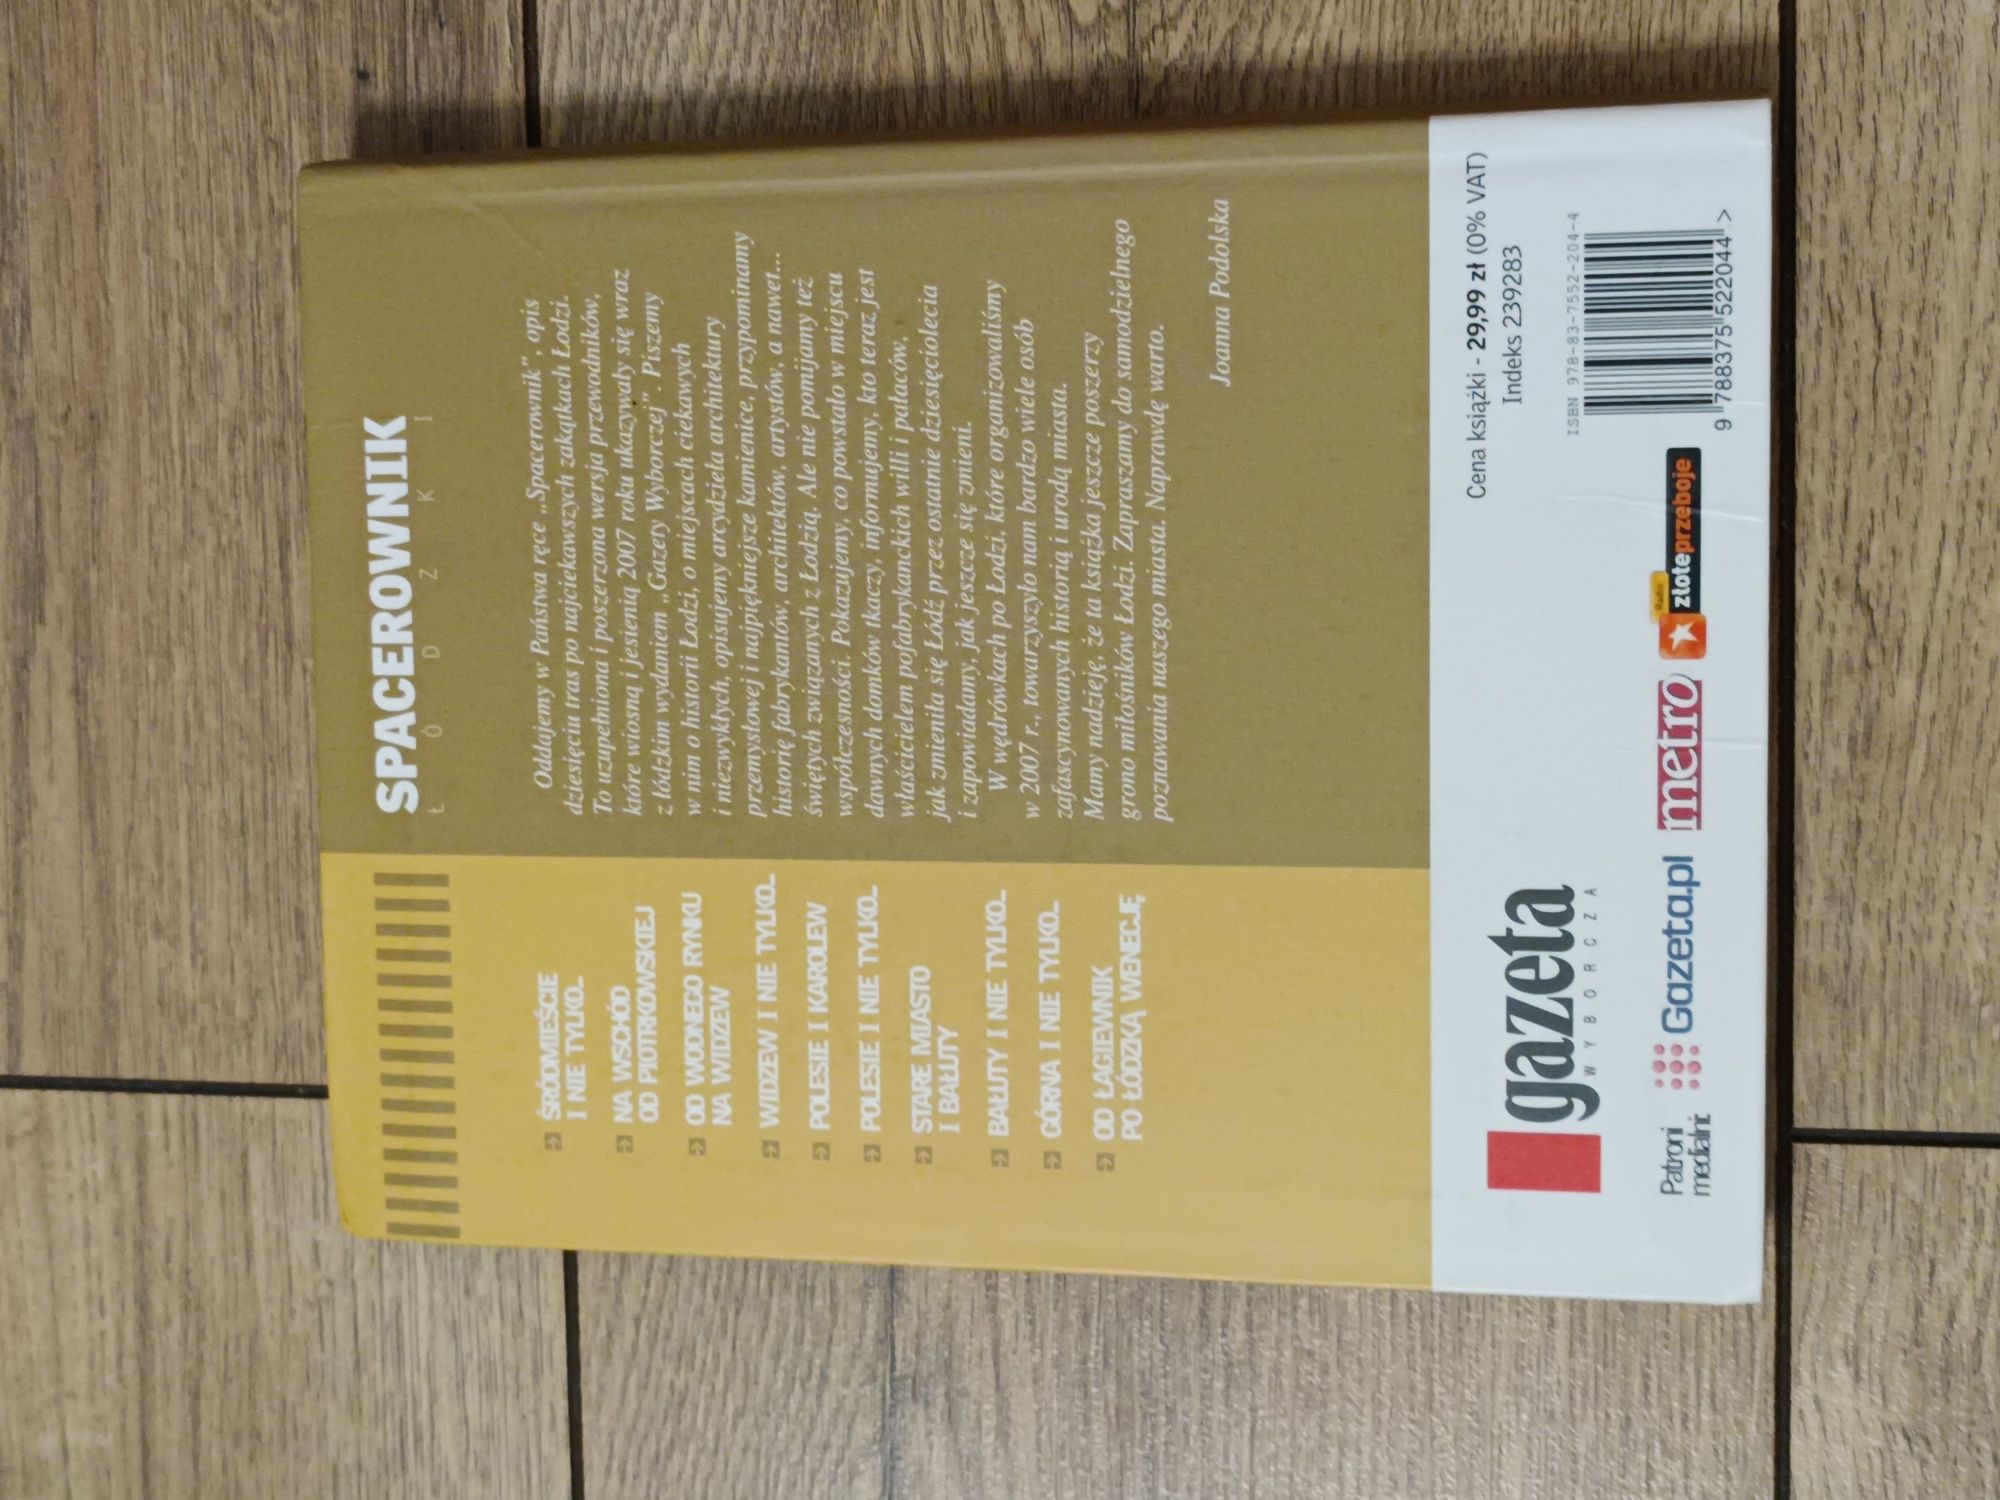 SPACEROWNIK
ŁÓDZKI
ŚRÓDMIEŚCIE
I NIE TYLKO...
NA WSCHÓD
OD PIOTRKOWSKIEJ
OD WODNEGO RYNKU
NA WIDZEW
WIDZEW I NIE TYLKO...
POLESIE I KAROLEW
POLESIE I NIE TYLKO...
STARE MIASTO
I BAŁUTY
BAŁUTY I NIE TYLKO...
GÓRNA I NIE TYLKO...
OD ŁAGIEWNIK
PO ŁÓDZKĄ WENECJĘ
Oddajemy w Państwa ręce „Spacerownik”, opis
dziesięciu tras po najciekawszych zakątkach Łodzi.
To uzupełniona i poszerzona wersja przewodników,
które wiosną i jesienią 2007 roku ukazywały się wraz
z łódzkim wydaniem „Gazety Wyborczej”. Piszemy
w nim o historii Łodzi, o miejscach ciekawych
i niezwykłych, opisujemy arcydzieła architektury
przemysłowej i najpiękniejsze kamienice, przypominamy
historię fabrykantów, architektów, artystów, a nawet...
świętych związanych z Łodzią. Ale nie pomijamy też
współczesności. Pokazujemy, co powstało w miejscu
dawnych domków tkaczy, informujemy, kto teraz jest
właścicielem pofabrykanckich willi i pałaców,
jak zmieniła się Łódź przez ostatnie dziesięciolecia
i zapowiadamy, jak jeszcze się zmieni.
W wędrówkach po Łodzi, które organizowaliśmy
w 2007 r., towarzyszyło nam bardzo wiele osób
zafascynowanych historią i urodą miasta.
Mamy nadzieję, że ta książka jeszcze poszerzy
grono miłośników Łodzi. Zapraszamy do samodzielnego
poznawania naszego miasta. Naprawdę warto.
Joanna Podolska
gazeta
WYBORCZA
Cena książki - 29,99 zł (0% VAT)
Indeks 239283
ISBN 978-83-7552-204-4
9 788375 522044 >
Patroni
medialni:
Gazeta.pl
metro
Radio
złoteprzeboje